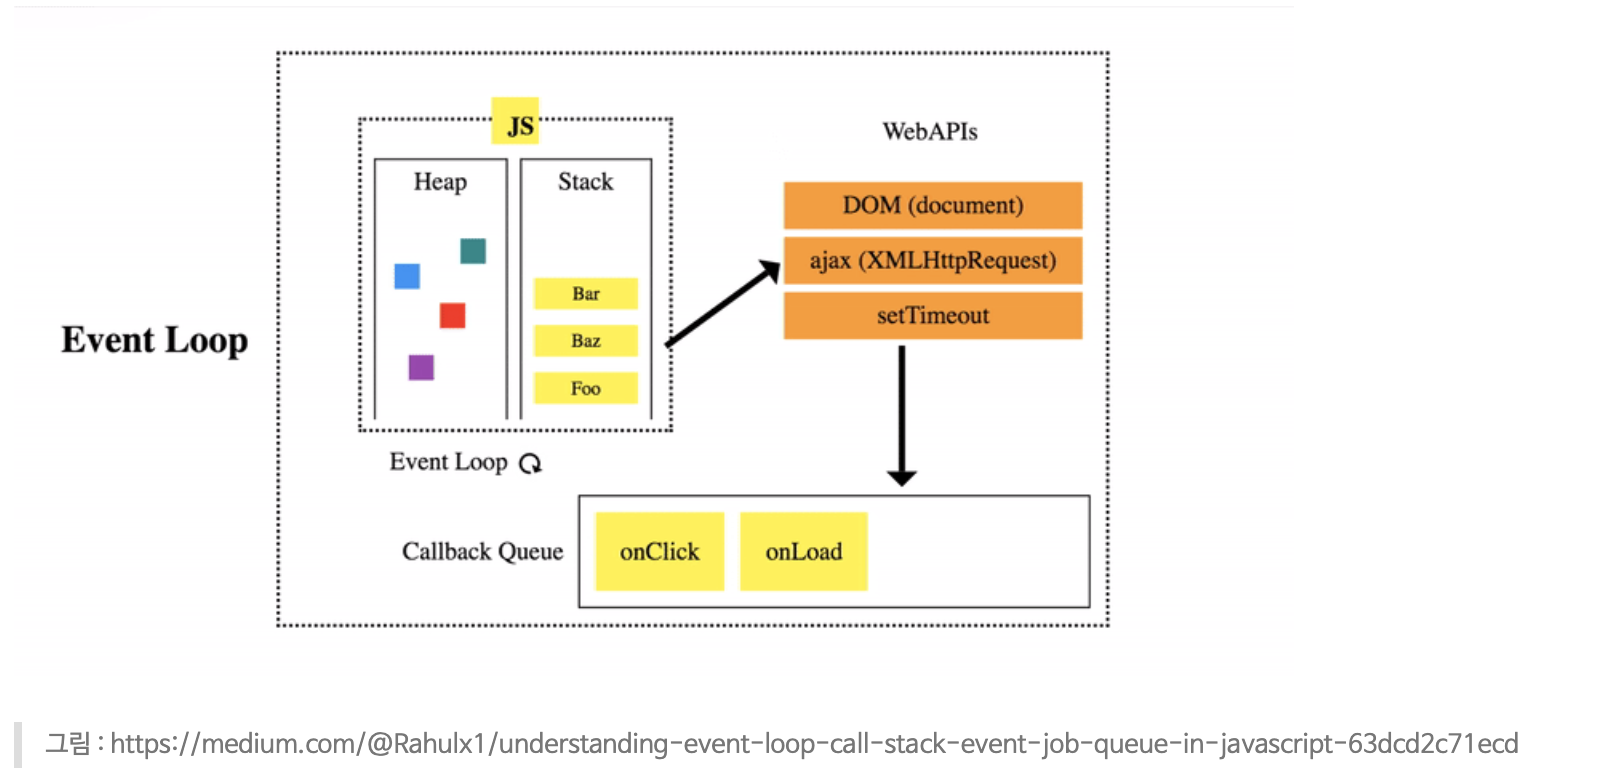 Event Loop
JS
Heap
Stack
Bar
Baz
Foo
WebAPIs
DOM (document)
ajax (XMLHttpRequest)
setTimeout
Event Loop
Callback Queue
onClick
onLoad
그림 : https://medium.com/@Rahulx1/understanding-event-loop-call-stack-event-job-queue-in-javascript-63dcd2c71ecd